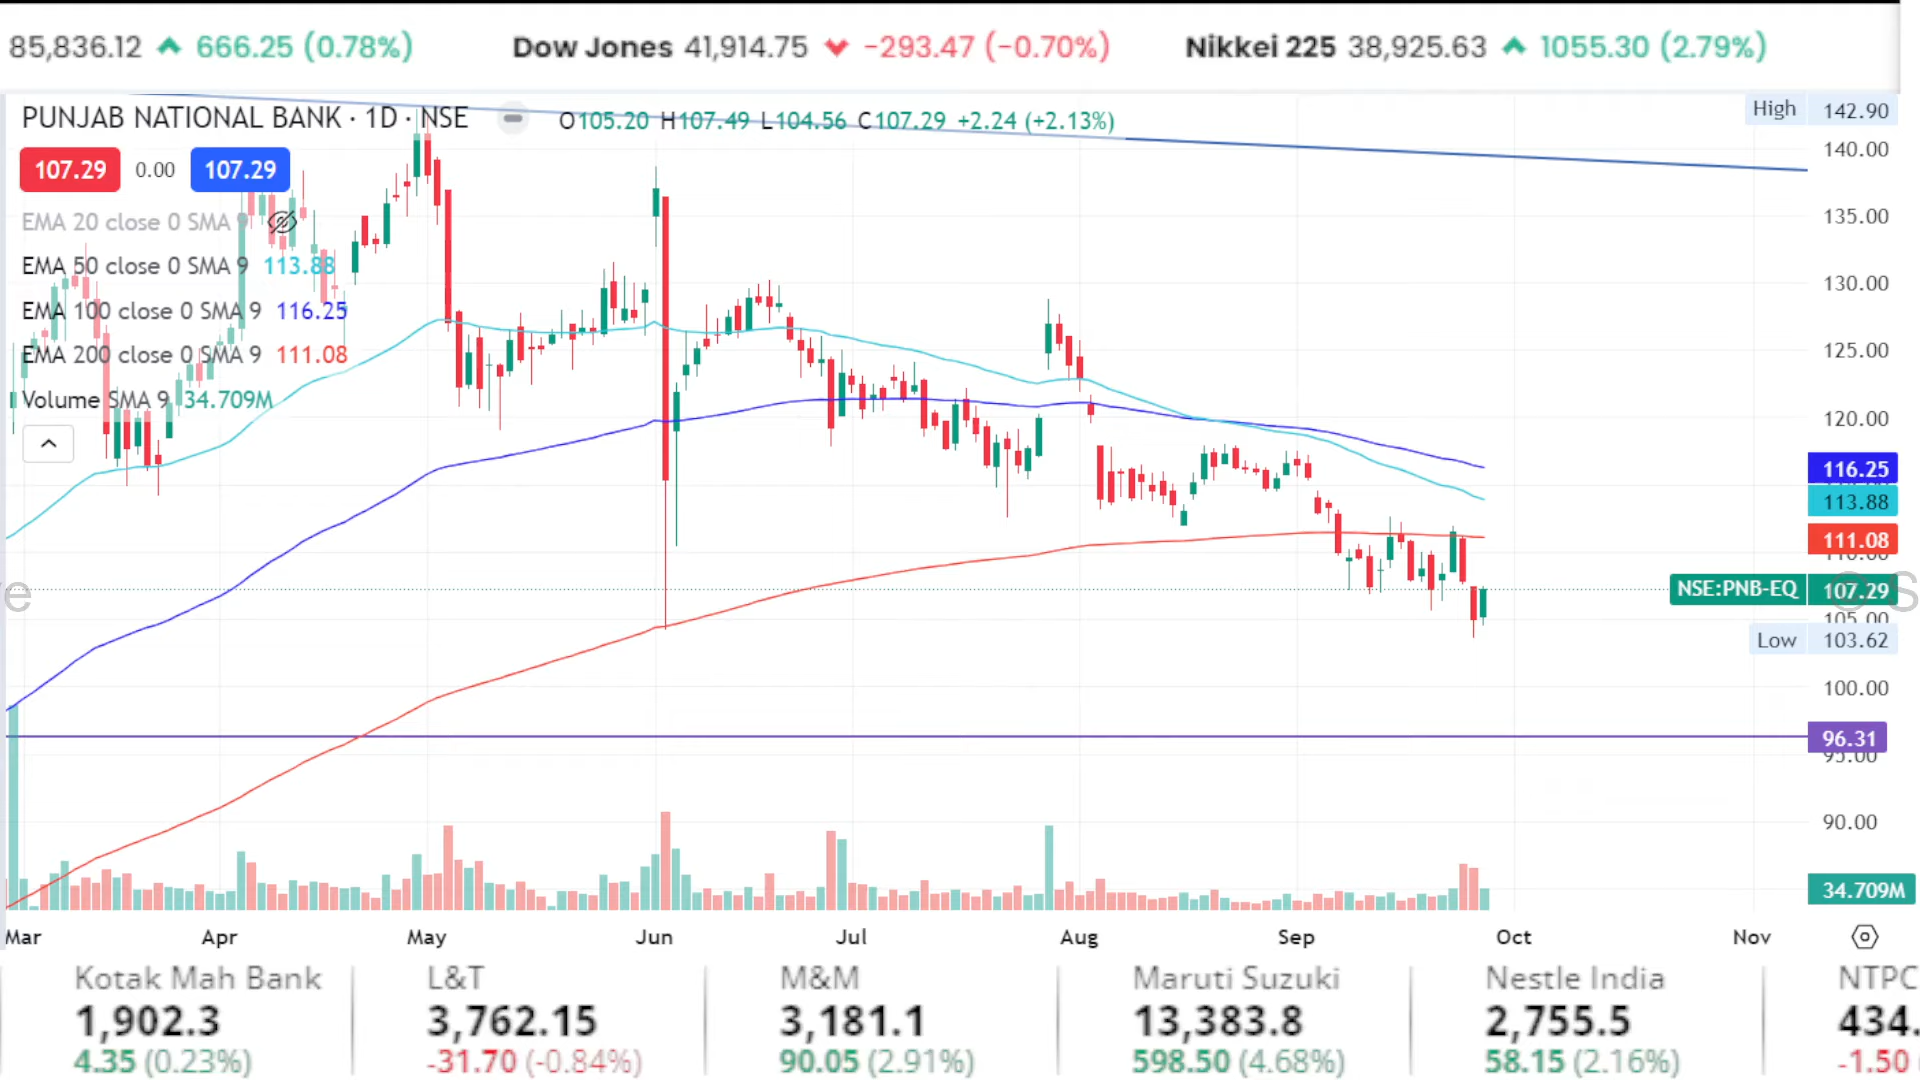 85,836.12 666.25 (0.78%) Dow Jones 41,914.75 -293.47 (-0.70%) Nikkei 225 38,925.63 1055.30 (2.79%)
PUNJAB NATIONAL BANK · 1D · NSE O105.20 H107.49 L104.56 C107.29 +2.24 (+2.13%)
High 142.90
140.00
107.29 0.00 107.29
EMA 20 close 0 SMA 9
135.00
EMA 50 close 0 SMA 9 113.88
130.00
EMA 100 close 0 SMA 9 116.25
EMA 200 close 0 SMA 9 111.08
125.00
Volume SMA 9 34.709M
120.00
116.25
113.88
111.08
110.00
NSE:PNB-EQ 107.29
105.00
Low 103.62
100.00
96.31
95.00
90.00
34.709M
Mar Apr May Jun Jul Aug Sep Oct Nov
Kotak Mah Bank L&T M&M Maruti Suzuki Nestle India NTPC
1,902.3 3,762.15 3,181.1 13,383.8 2,755.5 434.
4.35 (0.23%) -31.70 (-0.84%) 90.05 (2.91%) 598.50 (4.68%) 58.15 (2.16%) -1.50